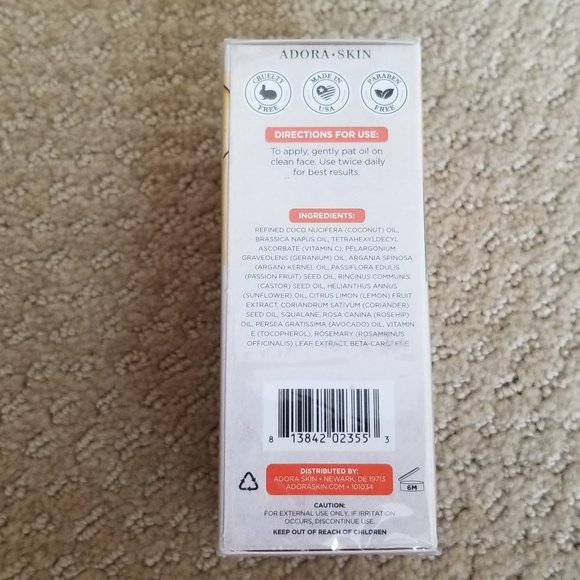 ADORA • SKIN
CRUELTY FREE
MADE IN USA
PARABEN FREE
DIRECTIONS FOR USE:
To apply, gently pat oil on
clean face. Use twice daily
for best results.
INGREDIENTS:
REFINED COCO NUCIFERA (COCONUT) OIL,
BRASSICA NAPUS OIL, TETRAHEXYLDECYL
ASCORBATE (VITAMIN C), PELARGONIUM
GRAVEOLENS (GERANIUM) OIL, ARGANIA SPINOSA
(ARGAN) KERNEL OIL, PASSIFLORA EDULIS
(PASSION FRUIT) SEED OIL, RINCINUS COMMUNIS
(CASTOR) SEED OIL, HELIANTHUS ANNUS
(SUNFLOWER) OIL, CITRUS LIMON (LEMON) FRUIT
EXTRACT, CORIANDRUM SATIVUM (CORIANDER)
SEED OIL, SQUALANE, ROSA CANINA (ROSEHIP)
OIL, PERSEA GRATISSIMA (AVOCADO) OIL, VITAMIN
E (TOCOPHEROL), ROSEMARY (ROSAMRINUS
OFFICINALIS) LEAF EXTRACT, BETA-CAROTENE
8 13842 02355 3
DISTRIBUTED BY:
ADORA SKIN • NEWARK, DE 19713
ADORASKIN.COM • 101034
6M
CAUTION:
FOR EXTERNAL USE ONLY. IF IRRITATION
OCCURS, DISCONTINUE USE.
KEEP OUT OF REACH OF CHILDREN